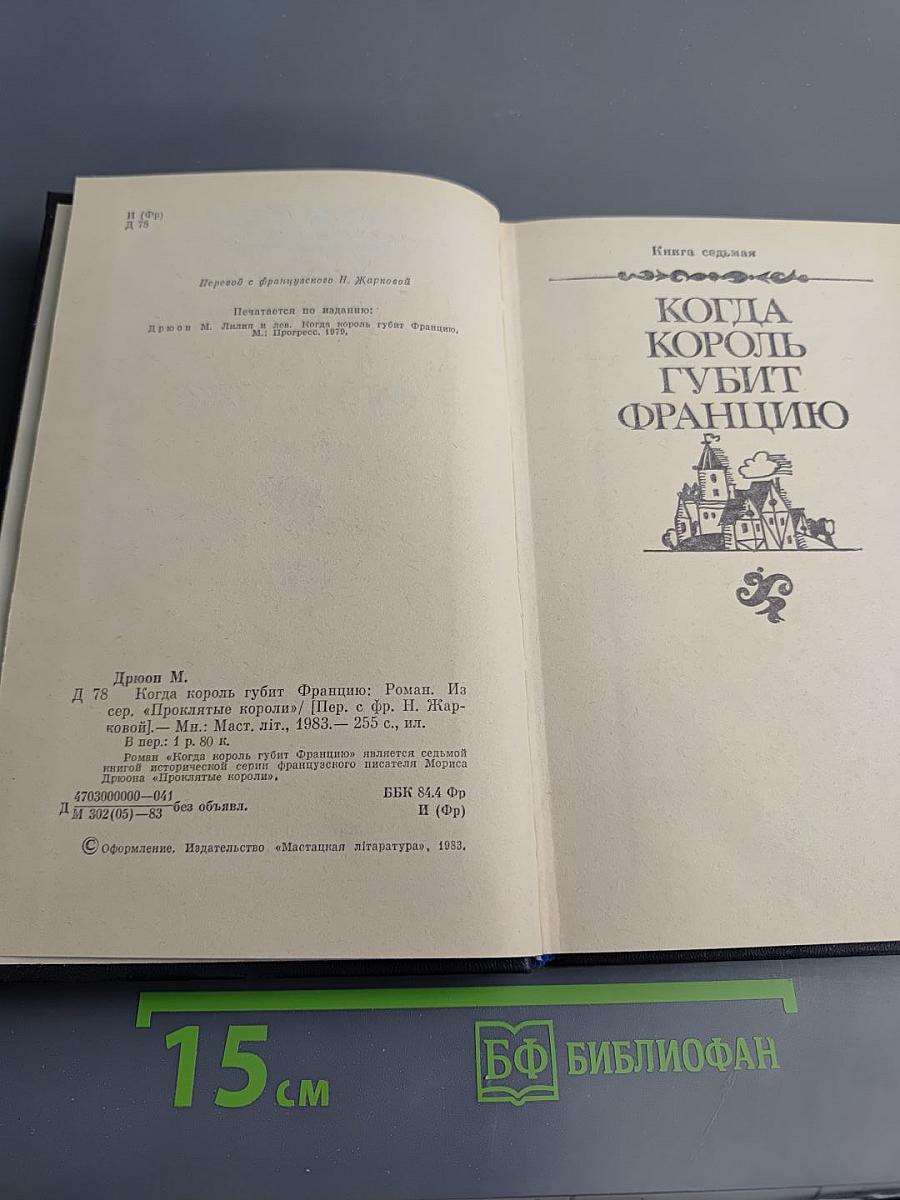 И (Фр)
Д 78
Перевод с французского Н. Жарковой
Печатается по изданию:
Дрюон М. Лилия и лев. Когда король губит Францию.
М.: Прогресс. 1979.
Дрюон М.
Д 78 Когда король губит Францию: Роман. Из
сер. «Проклятые короли»/ [Пер. с фр. Н. Жар-
ковой].— Мн.: Маст. літ., 1983.— 255 с., ил.
В пер.: 1 р. 80 к.
Роман «Когда король губит Францию» является седьмой
книгой исторической серии французского писателя Мориса
Дрюона «Проклятые короли».
Д 4703000000—041
М 302(05)—83 без объявл.
ББК 84.4 Фр
И (Фр)
© Оформление. Издательство «Мастацкая літаратура», 1983.
Книга седьмая
КОГДА
КОРОЛЬ
ГУБИТ
ФРАНЦИЮ
15 см
БФ БИБЛИОФАН